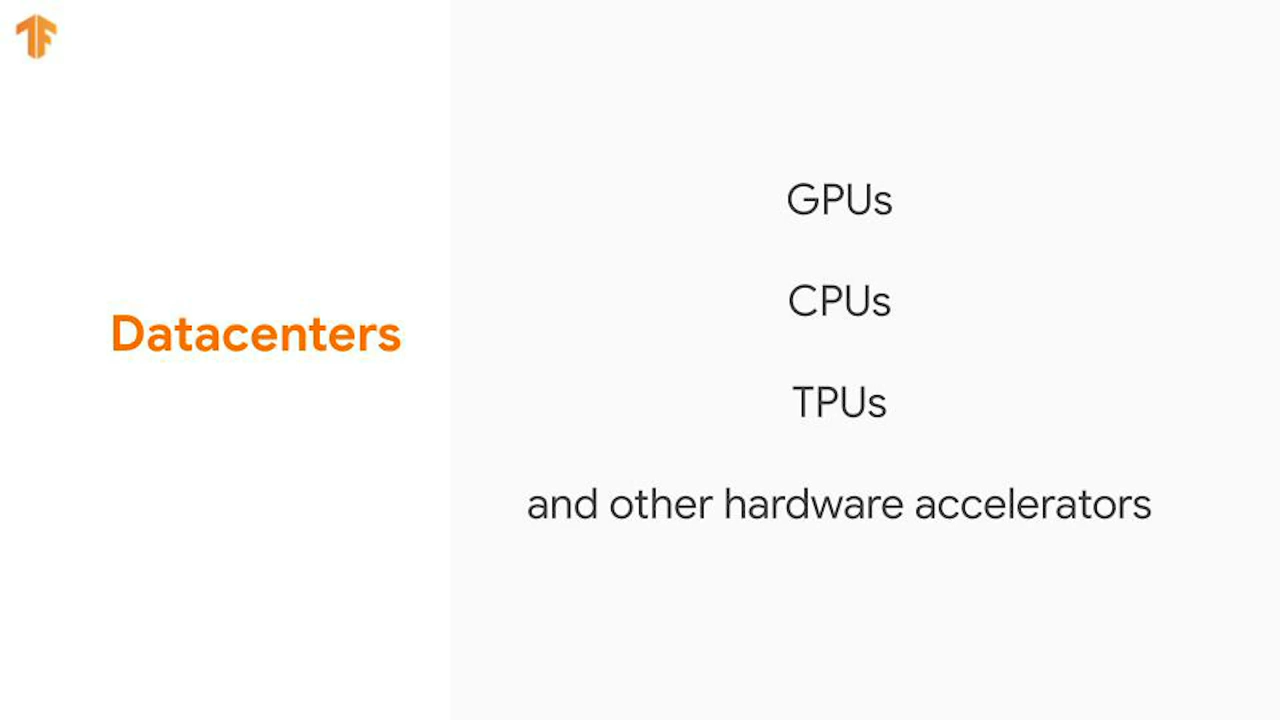 Datacenters
GPUs
CPUs
TPUs
and other hardware accelerators